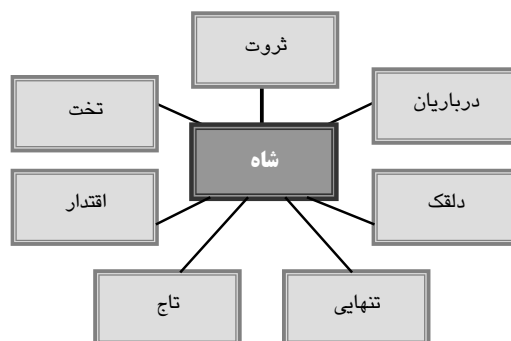 ثروت
درباریان
تخت
شاه
دلقک
اقتدار
تنهایی
تاج